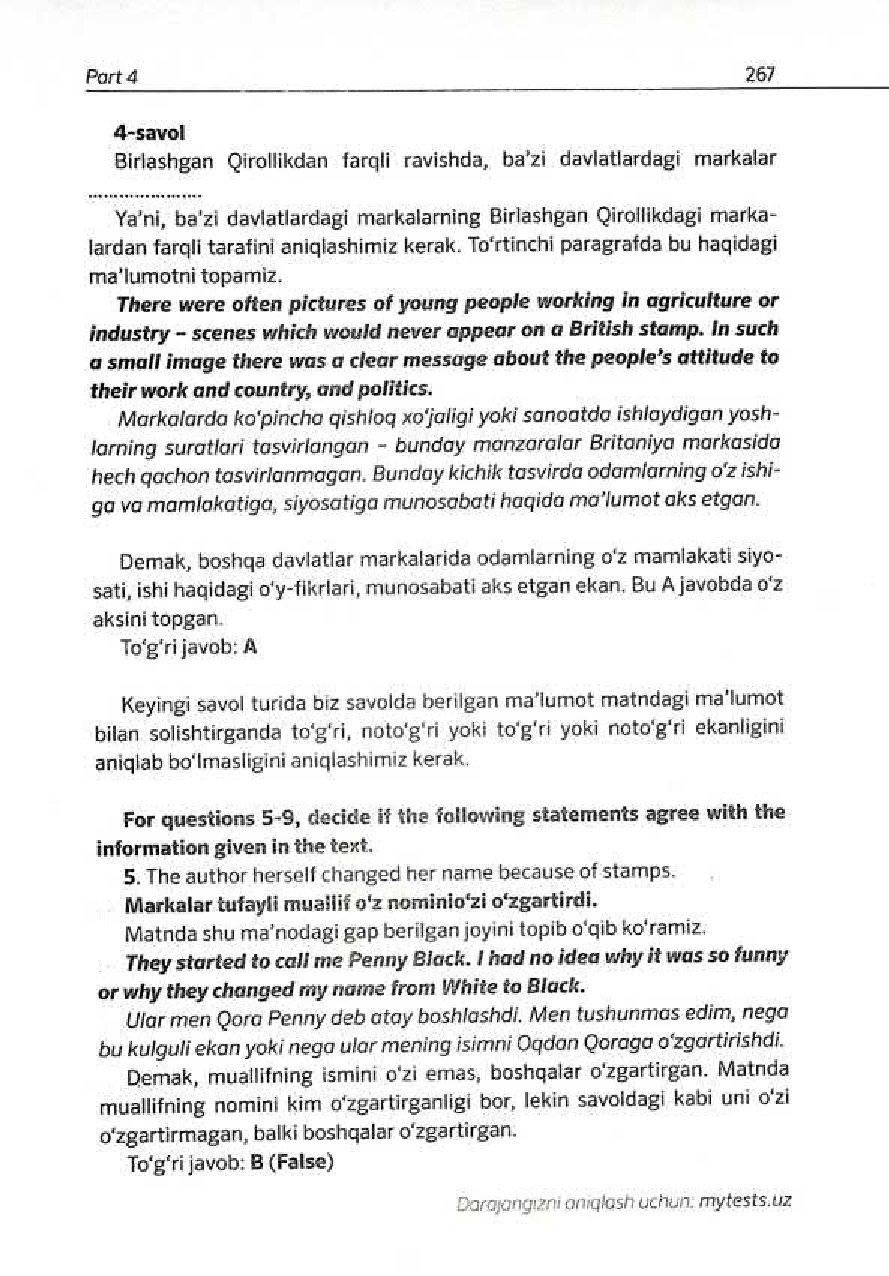 Part 4 267
4-savol
Birlashgan Qirollikdan farqli ravishda, ba'zi davlatlardagi markalar
......................
Ya'ni, ba'zi davlatlardagi markalarning Birlashgan Qirollikdagi marka-
lardan farqli tarafini aniqlashimiz kerak. To'rtinchi paragrafda bu haqidagi
ma'lumotni topamiz.
There were often pictures of young people working in agriculture or
industry – scenes which would never appear on a British stamp. In such
a small image there was a clear message about the people's attitude to
their work and country, and politics.
Markalarda ko'pincha qishloq xo'jaligi yoki sanoatda ishlaydigan yosh-
larning suratlari tasvirlangan – bunday manzaralar Britaniya markasida
hech qachon tasvirlanmagan. Bunday kichik tasvirda odamlarning o'z ishi-
ga va mamlakatiga, siyosatiga munosabati haqida ma'lumot aks etgan.
Demak, boshqa davlatlar markalarida odamlarning o'z mamlakati siyo-
sati, ishi haqidagi o'y-fikrlari, munosabati aks etgan ekan. Bu A javobda o'z
aksini topgan.
To'g'ri javob: A
Keyingi savol turida biz savolda berilgan ma'lumot matndagi ma'lumot
bilan solishtirganda to'g'ri, noto'g'ri yoki to'g'ri yoki noto'g'ri ekanligini
aniqlab bo'lmasligini aniqlashimiz kerak.
For questions 5-9, decide if the following statements agree with the
information given in the text.
5. The author herself changed her name because of stamps.
Markalar tufayli muallif o'z nominio'zi o'zgartirdi.
Matnda shu ma'nodagi gap berilgan joyini topib o'qib ko'ramiz.
They started to call me Penny Black. I had no idea why it was so funny
or why they changed my name from White to Black.
Ular men Qora Penny deb atay boshlashdi. Men tushunmas edim, nega
bu kulguli ekan yoki nega ular mening isimni Oqdan Qoraga o'zgartirishdi.
Demak, muallifning ismini o'zi emas, boshqalar o'zgartirgan. Matnda
muallifning nomini kim o'zgartirganligi bor, lekin savoldagi kabi uni o'zi
o'zgartirmagan, balki boshqalar o'zgartirgan.
To'g'ri javob: B (False)
Darajangizni aniqlash uchun: mytests.uz